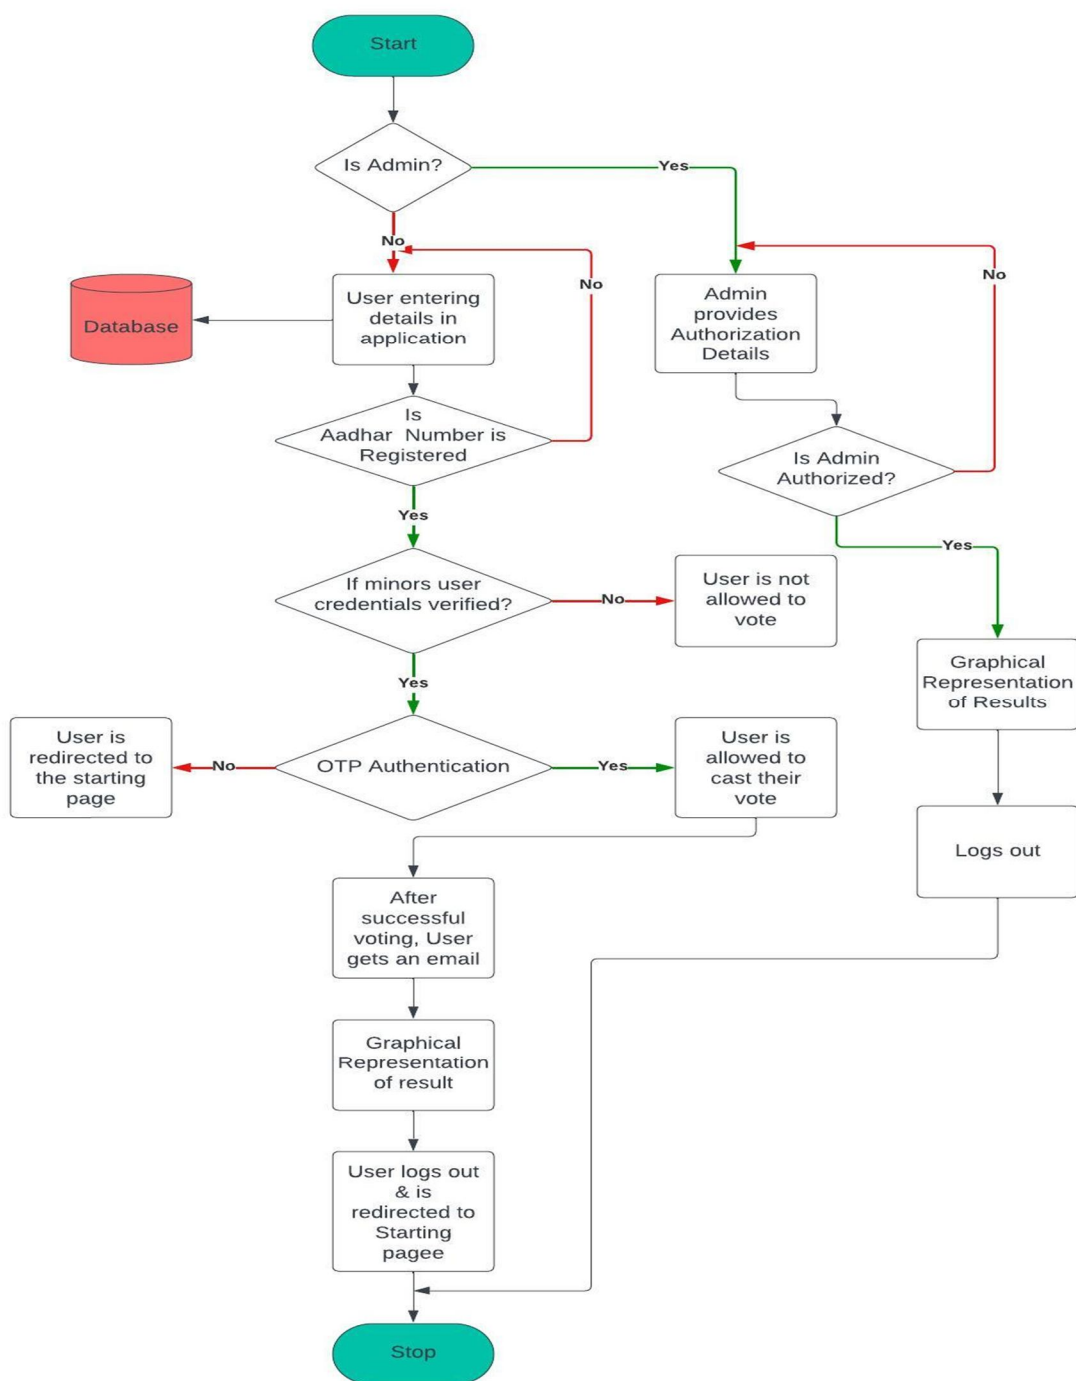 Start
Is Admin?
Yes
No
No
No
Database
User entering
details in
application
Admin
provides
Authorization
Details
Is
Aadhar Number is
Registered
Is Admin
Authorized?
Yes
Yes
If minors user
credentials verified?
No
User is not
allowed to
vote
Graphical
Representation
of Results
Yes
User is
redirected to
the starting
page
No
OTP Authentication
Yes
User is
allowed to
cast their
vote
Logs out
After
successful
voting, User
gets an email
Graphical
Representation
of result
User logs out
& is
redirected to
Starting
pagee
Stop